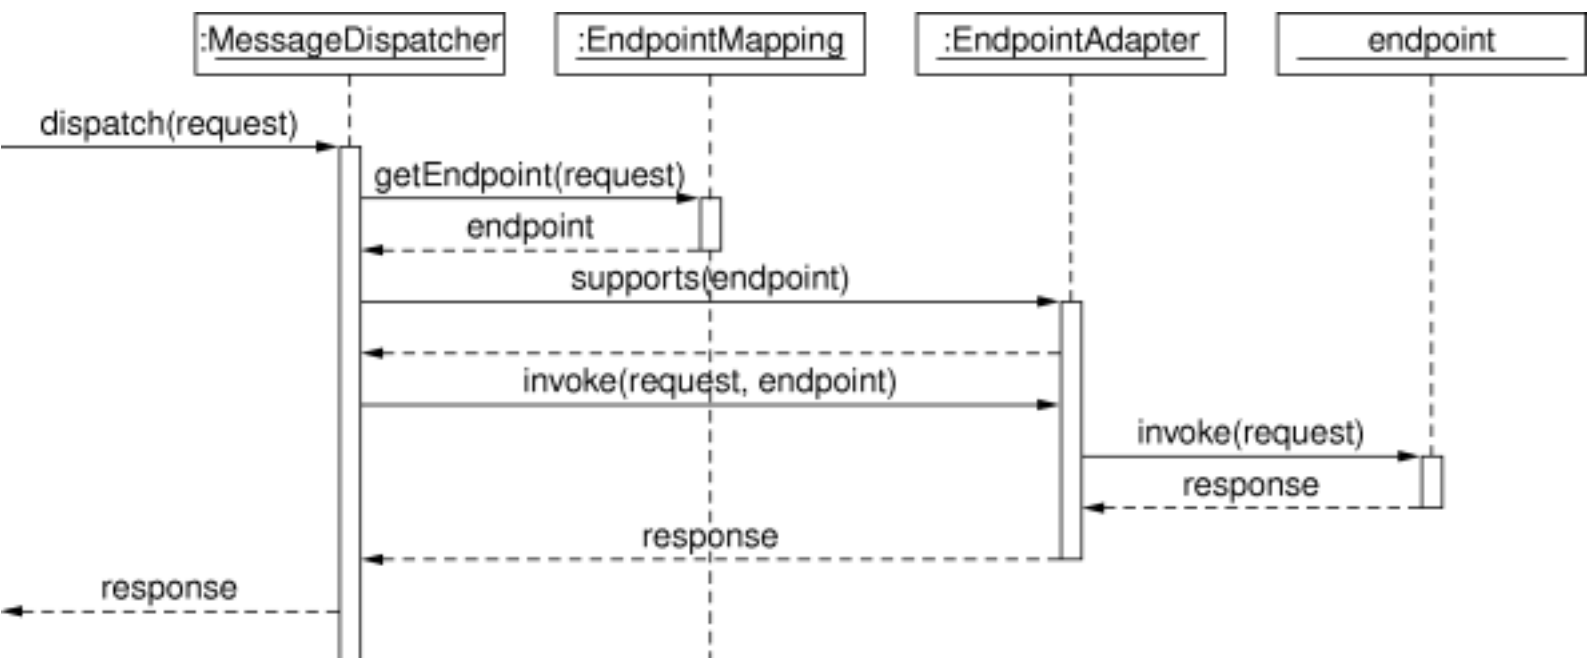 :MessageDispatcher
:EndpointMapping
:EndpointAdapter
endpoint
dispatch(request)
getEndpoint(request)
endpoint
supports(endpoint)
invoke(request, endpoint)
invoke(request)
response
response
response